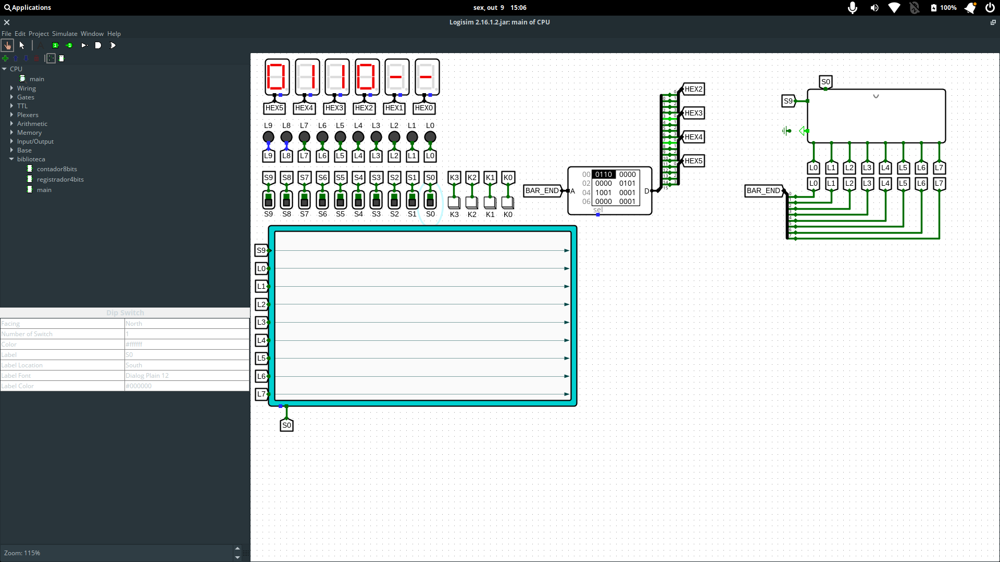 Applications
sex, out 9 15:06
100%
Logisim 2.16.1.2.jar: main of CPU
File Edit Project Simulate Window Help
A 1 1
CPU
main
Wiring
Gates
TTL
Plexers
Arithmetic
Memory
Input/Output
Base
biblioteca
contador8bits
registrador4bits
main
Dip Switch
Facing North
Number of Switch 1
Color #ffffff
Label S0
Label Location South
Label Font Dialog Plain 12
Label Color #000000
Zoom: 115%
HEX5 HEX4 HEX3 HEX2 HEX1 HEX0
L9 L8 L7 L6 L5 L4 L3 L2 L1 L0
L9 L8 L7 L6 L5 L4 L3 L2 L1 L0
S9 S8 S7 S6 S5 S4 S3 S2 S1 S0 K3 K2 K1 K0
S9 S8 S7 S6 S5 S4 S3 S2 S1 S0 K3 K2 K1 K0
BAR_END A D
00 0110 0000
02 0000 0101
04 1001 0001
06 0000 0001
sel
HEX2
HEX3
HEX4
HEX5
S0
S9
L0 L1 L2 L3 L4 L5 L6 L7
L0 L1 L2 L3 L4 L5 L6 L7
BAR_END
S9
L0
L1
L2
L3
L4
L5
L6
L7
S0